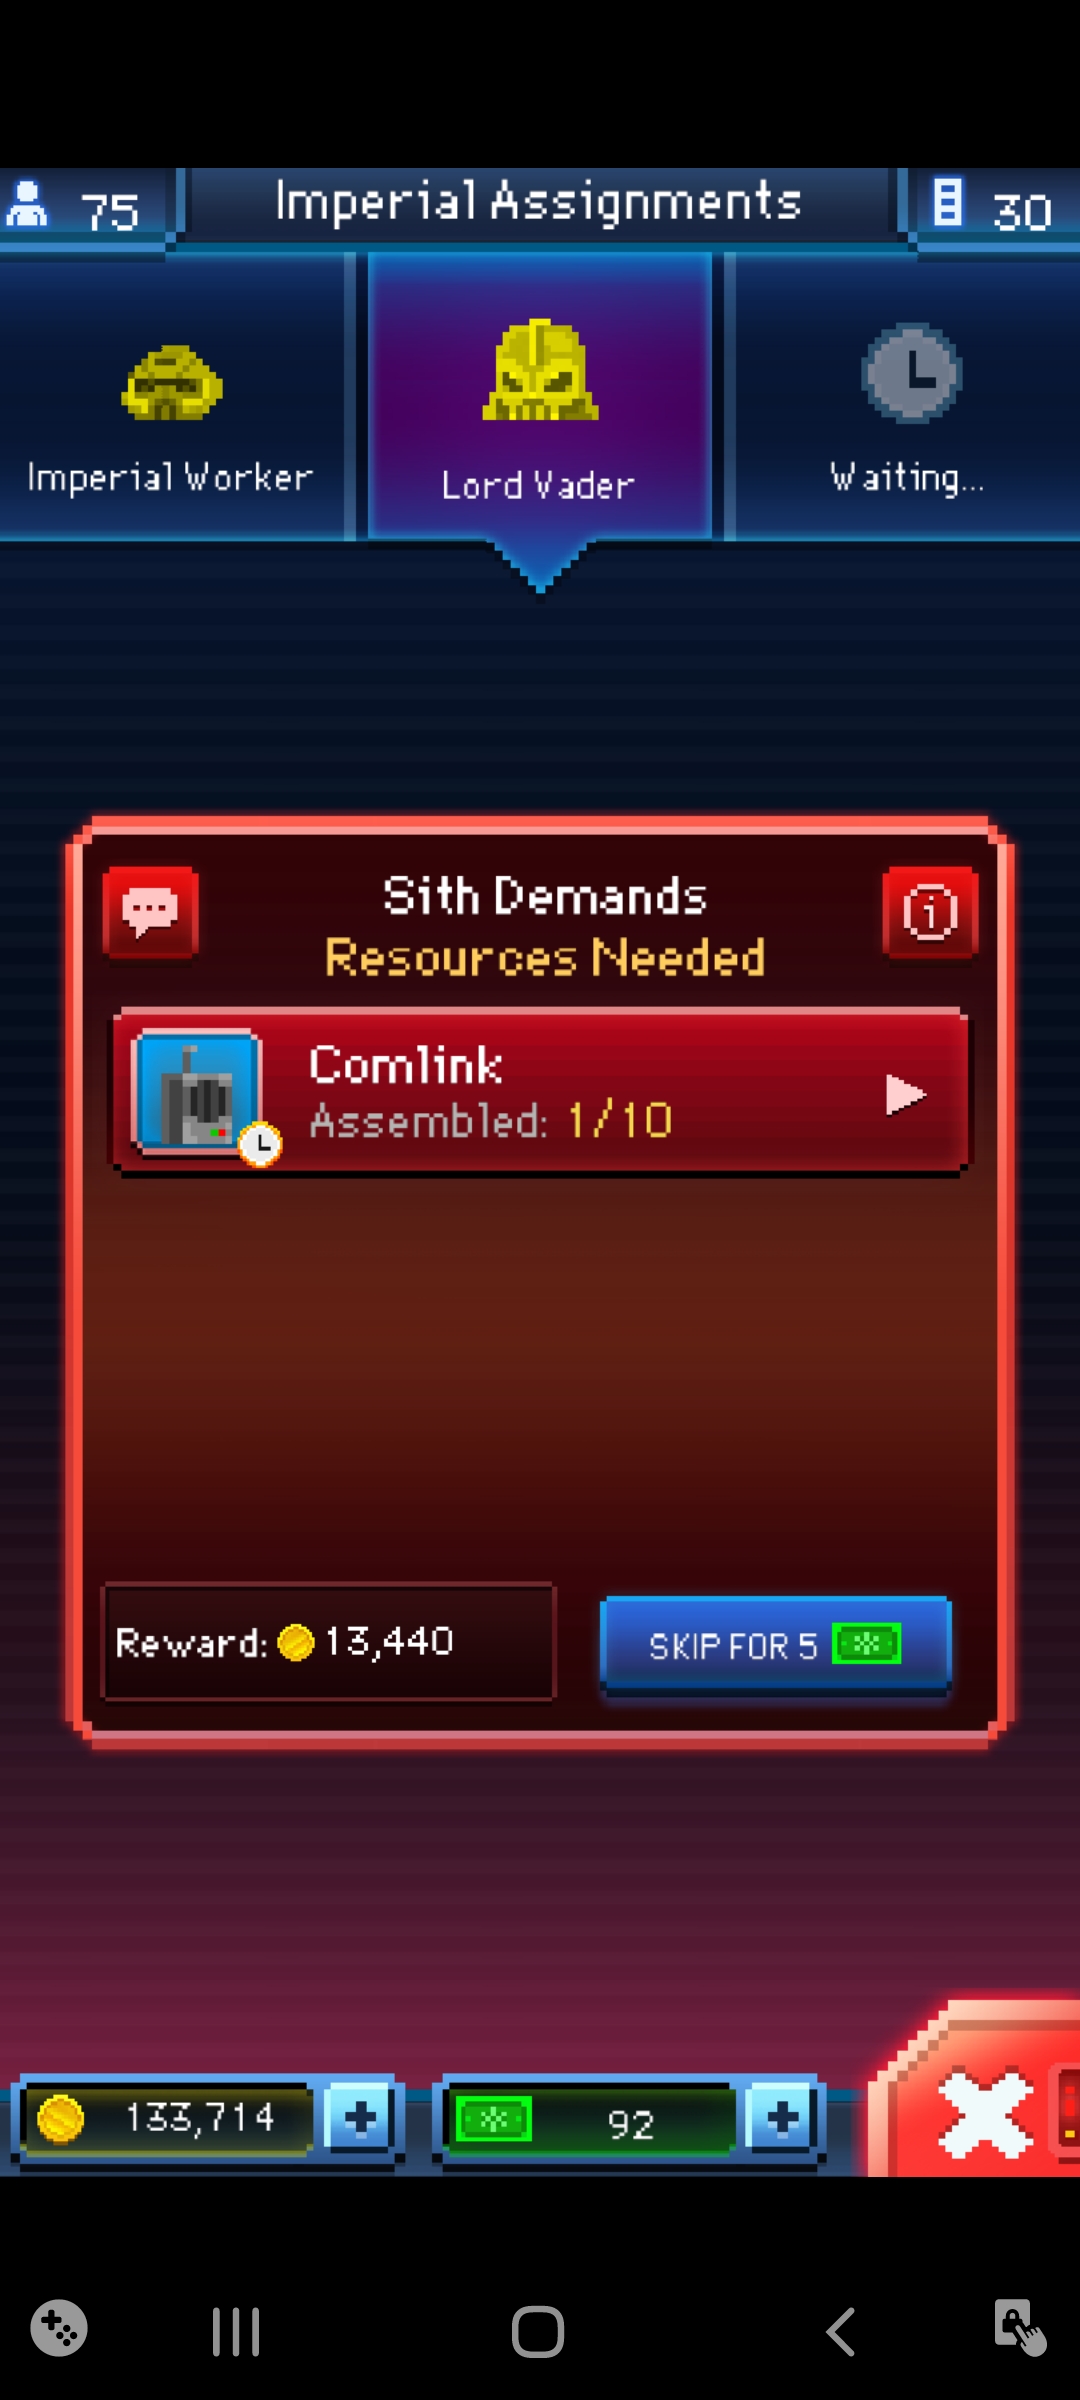 75
Imperial Assignments
30
Imperial Worker
Lord Vader
Waiting...
Sith Demands
Resources Needed
Comlink
Assembled: 1/10
Reward: 13,440
SKIP FOR 5
133,714
92